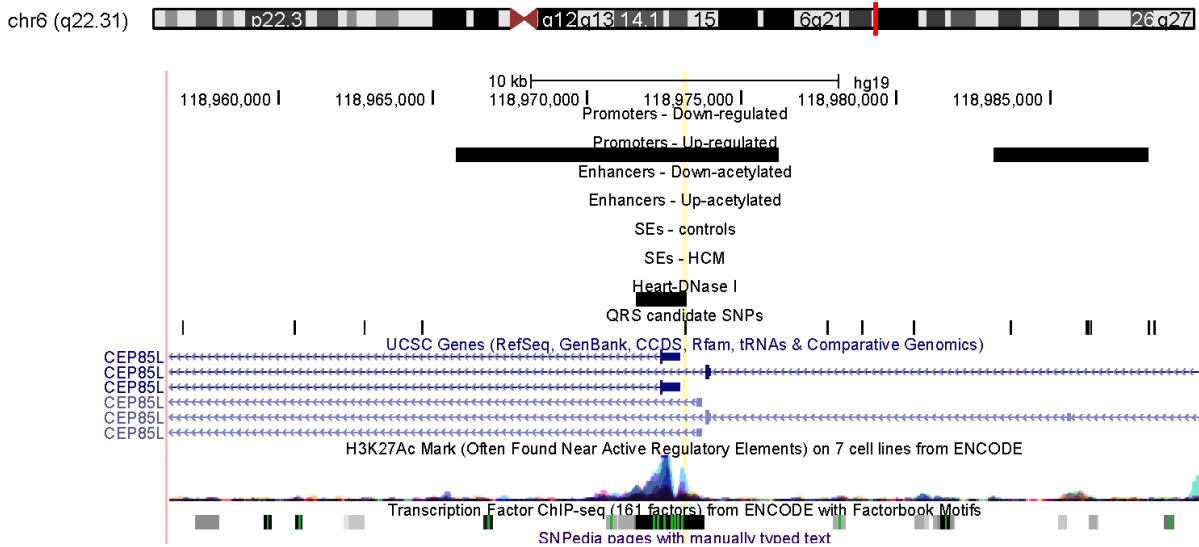 chr6 (q22.31) p22.3 q12 q13 14.1 15 6q21 26 q27
10 kb hg19
118,960,000 118,965,000 118,970,000 118,975,000 118,980,000 118,985,000
Promoters - Down-regulated
Promoters - Up-regulated
Enhancers - Down-acetylated
Enhancers - Up-acetylated
SEs - controls
SEs - HCM
Heart-DNase I
QRS candidate SNPs
UCSC Genes (RefSeq, GenBank, CCDS, Rfam, tRNAs & Comparative Genomics)
CEP85L
CEP85L
CEP85L
CEP85L
CEP85L
CEP85L
H3K27Ac Mark (Often Found Near Active Regulatory Elements) on 7 cell lines from ENCODE
Transcription Factor ChIP-seq (161 factors) from ENCODE with Factorbook Motifs
SNPedia pages with manually typed text